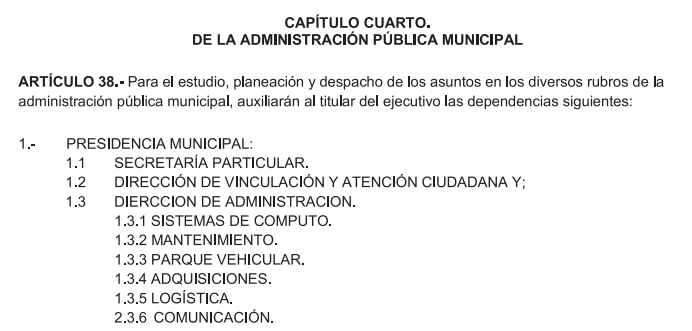 CAPÍTULO CUARTO.
DE LA ADMINISTRACIÓN PÚBLICA MUNICIPAL
ARTÍCULO 38.- Para el estudio, planeación y despacho de los asuntos en los diversos rubros de la
administración pública municipal, auxiliarán al titular del ejecutivo las dependencias siguientes:
1.- PRESIDENCIA MUNICIPAL:
1.1 SECRETARÍA PARTICULAR.
1.2 DIRECCIÓN DE VINCULACIÓN Y ATENCIÓN CIUDADANA Y;
1.3 DIERCCION DE ADMINISTRACION.
1.3.1 SISTEMAS DE COMPUTO.
1.3.2 MANTENIMIENTO.
1.3.3 PARQUE VEHICULAR.
1.3.4 ADQUISICIONES.
1.3.5 LOGÍSTICA.
2.3.6 COMUNICACIÓN.